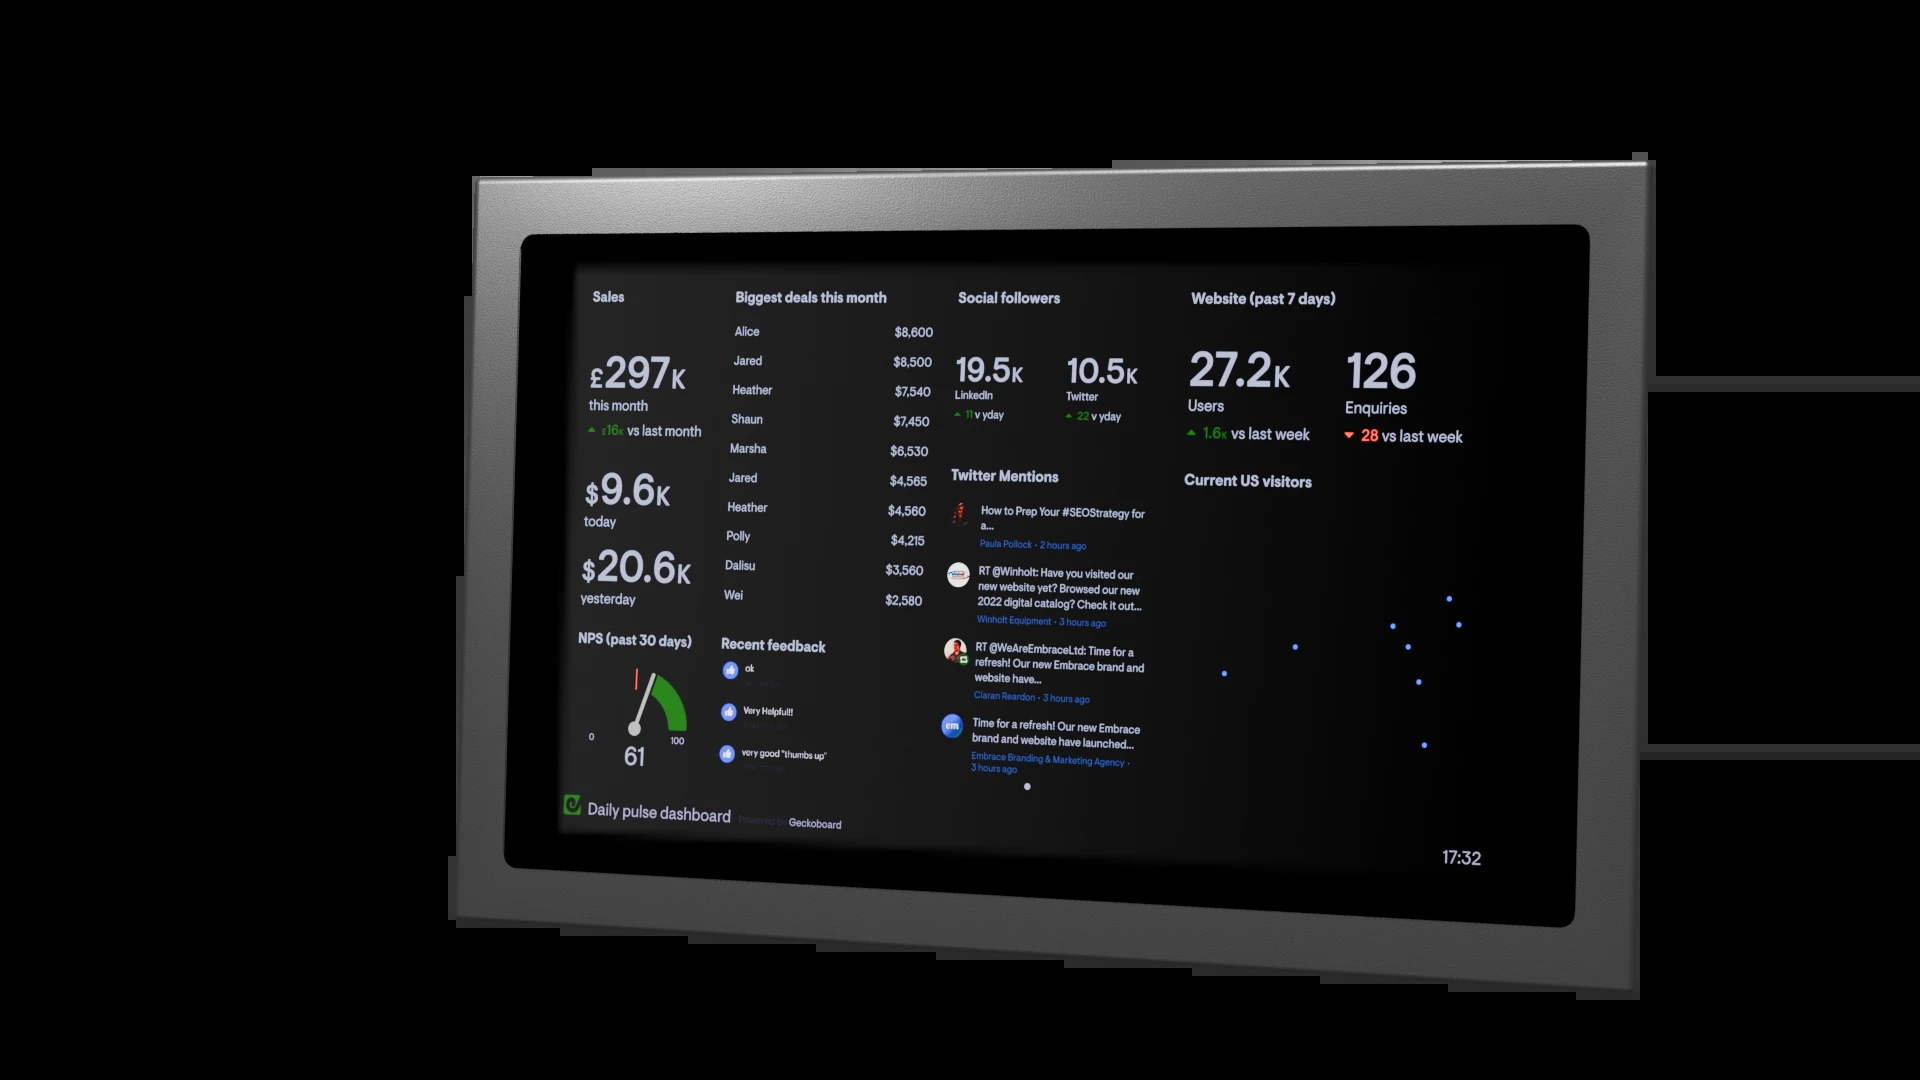 Sales
£297K
this month
£16K vs last month
$9.6K
today
$20.6K
yesterday
NPS (past 30 days)
0
100
61
Biggest deals this month
Alice $8,600
Jared $8,500
Heather $7,540
Shaun $7,450
Marsha $6,530
Jared $4,565
Heather $4,560
Polly $4,215
Dalisu $3,560
Wei $2,580
Recent feedback
ok
Very Helpful!!
very good "thumbs up"
Social followers
19.5K
LinkedIn
11 v yday
10.5K
Twitter
22 v yday
Twitter Mentions
How to Prep Your #SEOStrategy for
a...
Paula Pollock • 2 hours ago
RT @Winholt: Have you visited our
new website yet? Browsed our new
2022 digital catalog? Check it out...
Winholt Equipment • 3 hours ago
RT @WeAreEmbraceLtd: Time for a
refresh! Our new Embrace brand and
website have...
Ciaran Reardon • 3 hours ago
em
Time for a refresh! Our new Embrace
brand and website have launched...
Embrace Branding & Marketing Agency •
3 hours ago
Website (past 7 days)
27.2K
Users
1.6K vs last week
126
Enquiries
28 vs last week
Current US visitors
Daily pulse dashboard Powered by Geckoboard
17:32